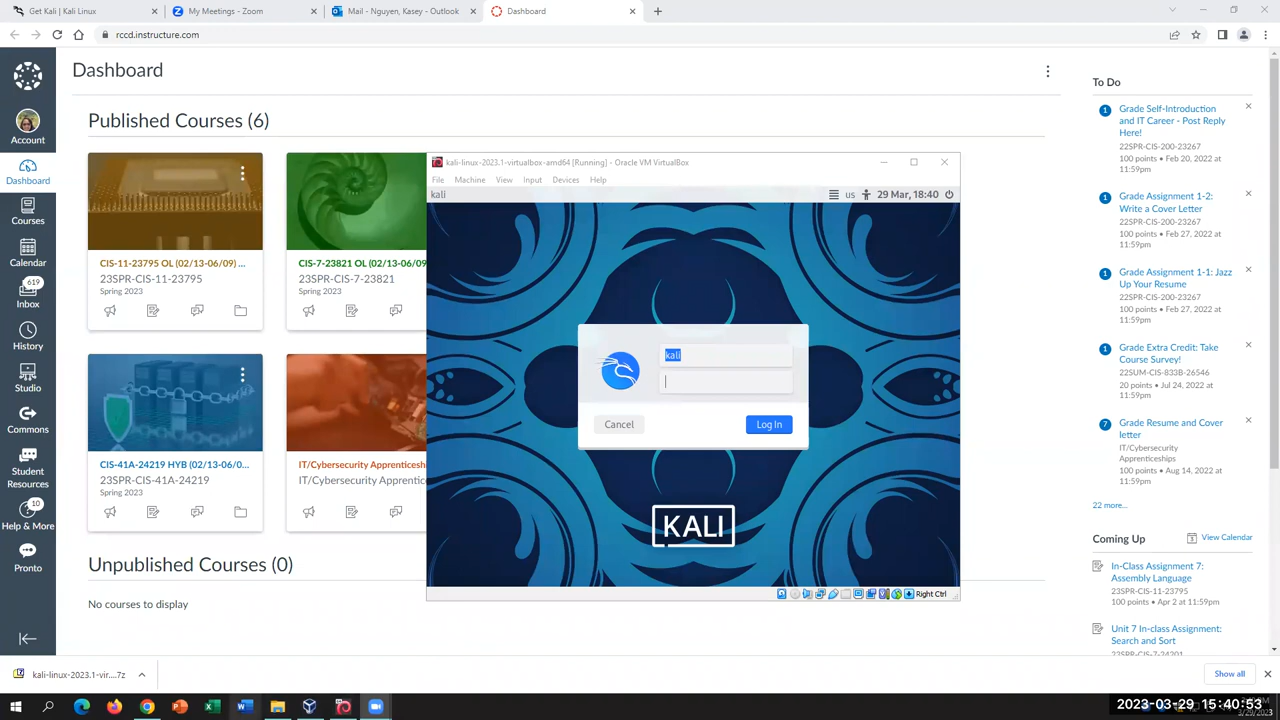 Get Kali | Kali Linux
My Meetings - Zoom
Mail - Nguyen, Kasey - Outlook
Dashboard
rccd.instructure.com
Account
Dashboard
Courses
Calendar
619
Inbox
History
Studio
Commons
Student
Resources
10
Help & More
Pronto
Dashboard
Published Courses (6)
CIS-11-23795 OL (02/13-06/09) ...
23SPR-CIS-11-23795
Spring 2023
CIS-7-23821 OL (02/13-06/09)
23SPR-CIS-7-23821
Spring 2023
CIS-41A-24219 HYB (02/13-06/0...
23SPR-CIS-41A-24219
Spring 2023
IT/Cybersecurity Apprenticesh
IT/Cybersecurity Apprentic
Unpublished Courses (0)
No courses to display
kali-linux-2023.1-virtualbox-amd64 [Running] - Oracle VM VirtualBox
File Machine View Input Devices Help
kali
us
29 Mar, 18:40
kali
Cancel
Log In
KALI
Right Ctrl
To Do
1
Grade Self-Introduction
and IT Career - Post Reply
Here!
22SPR-CIS-200-23267
100 points • Feb 20, 2022 at
11:59pm
1
Grade Assignment 1-2:
Write a Cover Letter
22SPR-CIS-200-23267
100 points • Feb 27, 2022 at
11:59pm
1
Grade Assignment 1-1: Jazz
Up Your Resume
22SPR-CIS-200-23267
100 points • Feb 27, 2022 at
11:59pm
1
Grade Extra Credit: Take
Course Survey!
22SUM-CIS-833B-26546
20 points • Jul 24, 2022 at
11:59pm
7
Grade Resume and Cover
letter
IT/Cybersecurity
Apprenticeships
100 points • Aug 14, 2022 at
11:59pm
22 more...
Coming Up
View Calendar
In-Class Assignment 7:
Assembly Language
23SPR-CIS-11-23795
100 points • Apr 2 at 11:59pm
Unit 7 In-class Assignment:
Search and Sort
23SPR-CIS-7-24201
kali-linux-2023.1-vir....7z
Show all
2023-03-29 15:40:53